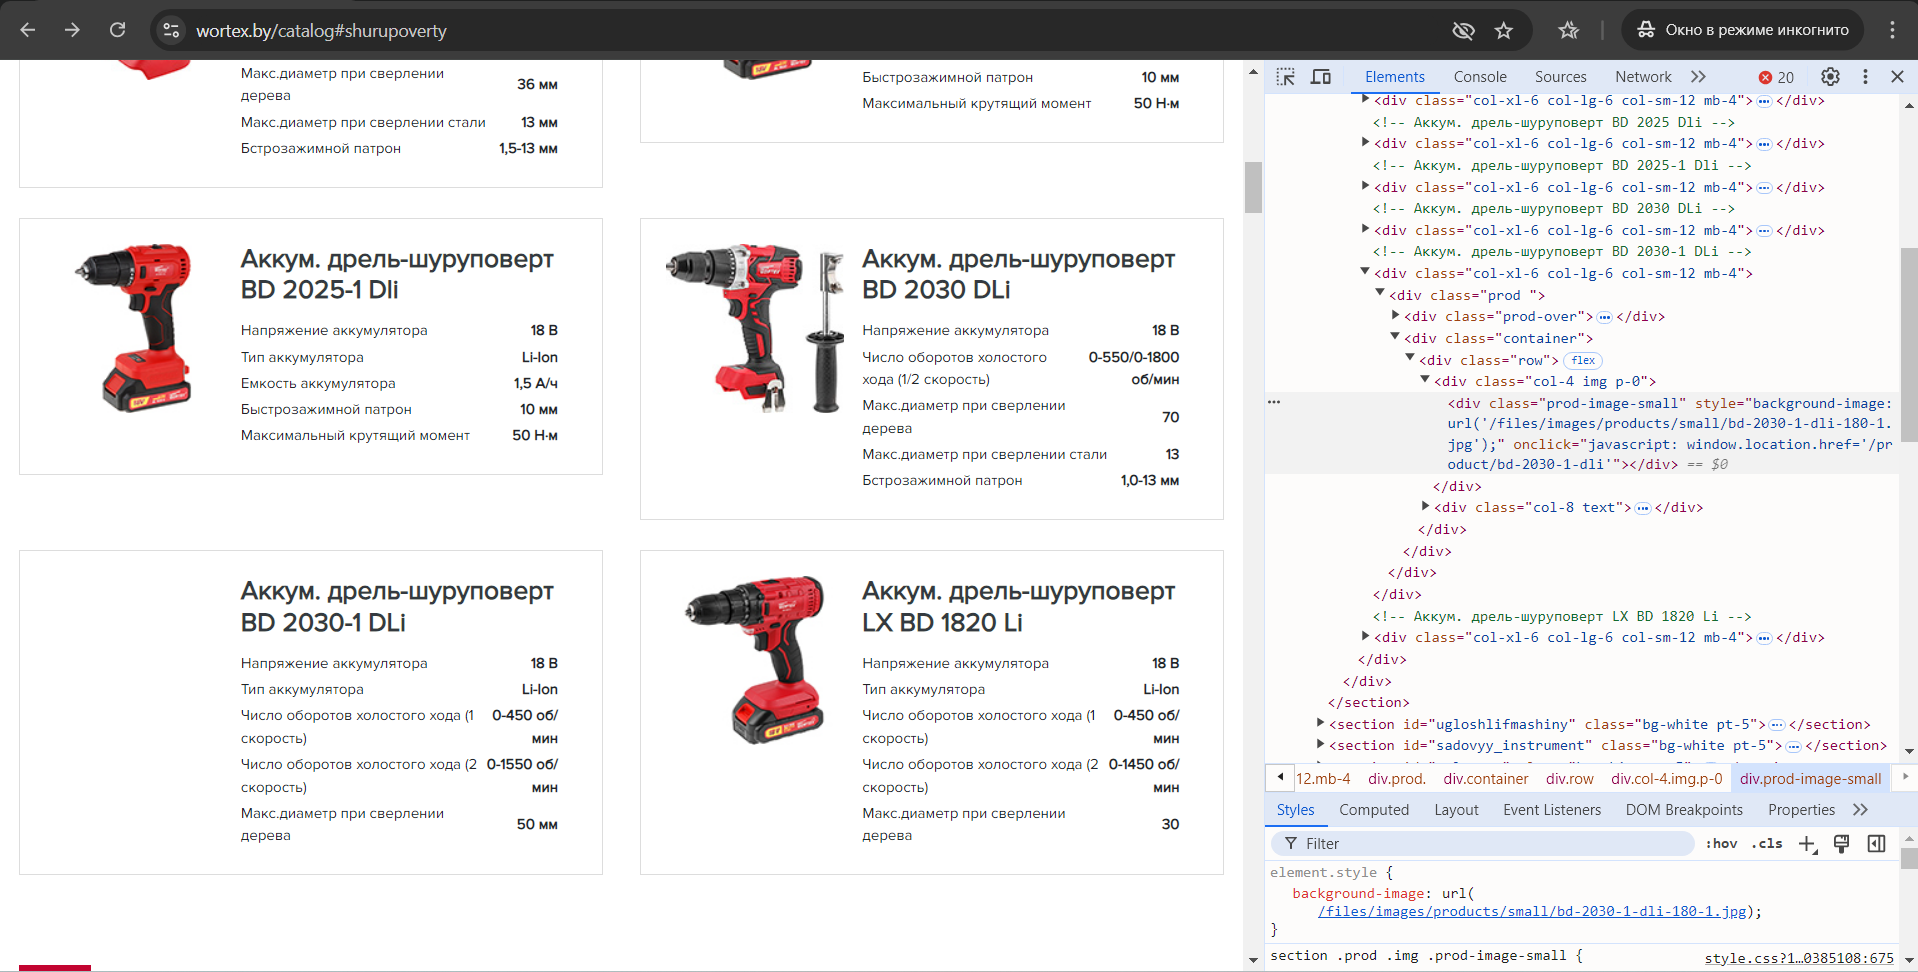 wortex.by/catalog#shurupoverty
Окно в режиме инкогнито
Макс.диаметр при сверлении дерева
36 мм
Макс.диаметр при сверлении стали
13 мм
Бстрозажимной патрон
1,5-13 мм
Быстрозажимной патрон
10 мм
Максимальный крутящий момент
50 Н·м
Аккум. дрель-шуруповерт
BD 2025-1 Dli
Напряжение аккумулятора
18 В
Тип аккумулятора
Li-Ion
Емкость аккумулятора
1,5 А/ч
Быстрозажимной патрон
10 мм
Максимальный крутящий момент
50 Н·м
Аккум. дрель-шуруповерт
BD 2030 DLi
Напряжение аккумулятора
18 В
Число оборотов холостого
хода (1/2 скорость)
0-550/0-1800
об/мин
Макс.диаметр при сверлении
дерева
70
Макс.диаметр при сверлении стали
13
Бстрозажимной патрон
1,0-13 мм
Аккум. дрель-шуруповерт
BD 2030-1 DLi
Напряжение аккумулятора
18 В
Тип аккумулятора
Li-Ion
Число оборотов холостого хода (1
скорость)
0-450 об/
мин
Число оборотов холостого хода (2
скорость)
0-1550 об/
мин
Макс.диаметр при сверлении
дерева
50 мм
Аккум. дрель-шуруповерт
LX BD 1820 Li
Напряжение аккумулятора
18 В
Тип аккумулятора
Li-Ion
Число оборотов холостого хода (1
скорость)
0-450 об/
мин
Число оборотов холостого хода (2
скорость)
0-1450 об/
мин
Макс.диаметр при сверлении
дерева
30
Elements Console Sources Network 20
<div class="col-xl-6 col-lg-6 col-sm-12 mb-4"> ⋯ </div>
<!-- Аккум. дрель-шуруповерт BD 2025 Dli -->
<div class="col-xl-6 col-lg-6 col-sm-12 mb-4"> ⋯ </div>
<!-- Аккум. дрель-шуруповерт BD 2025-1 Dli -->
<div class="col-xl-6 col-lg-6 col-sm-12 mb-4"> ⋯ </div>
<!-- Аккум. дрель-шуруповерт BD 2030 DLi -->
<div class="col-xl-6 col-lg-6 col-sm-12 mb-4"> ⋯ </div>
<!-- Аккум. дрель-шуруповерт BD 2030-1 DLi -->
<div class="col-xl-6 col-lg-6 col-sm-12 mb-4">
<div class="prod ">
<div class="prod-over"> ⋯ </div>
<div class="container">
<div class="row"> flex
<div class="col-4 img p-0">
<div class="prod-image-small" style="background-image:
url('/files/images/products/small/bd-2030-1-dli-180-1.
jpg');" onclick="javascript: window.location.href='/pr
oduct/bd-2030-1-dli'"></div> == $0
</div>
<div class="col-8 text"> ⋯ </div>
</div>
</div>
</div>
</div>
<!-- Аккум. дрель-шуруповерт LX BD 1820 Li -->
<div class="col-xl-6 col-lg-6 col-sm-12 mb-4"> ⋯ </div>
</div>
</div>
</section>
<section id="ugloshlifmashiny" class="bg-white pt-5"> ⋯ </section>
<section id="sadovyy_instrument" class="bg-white pt-5"> ⋯ </section>
12.mb-4 div.prod. div.container div.row div.col-4.img.p-0 div.prod-image-small
Styles Computed Layout Event Listeners DOM Breakpoints Properties
Filter :hov .cls
element.style {
background-image: url(
/files/images/products/small/bd-2030-1-dli-180-1.jpg);
}
section .prod .img .prod-image-small { style.css?1…0385108:675